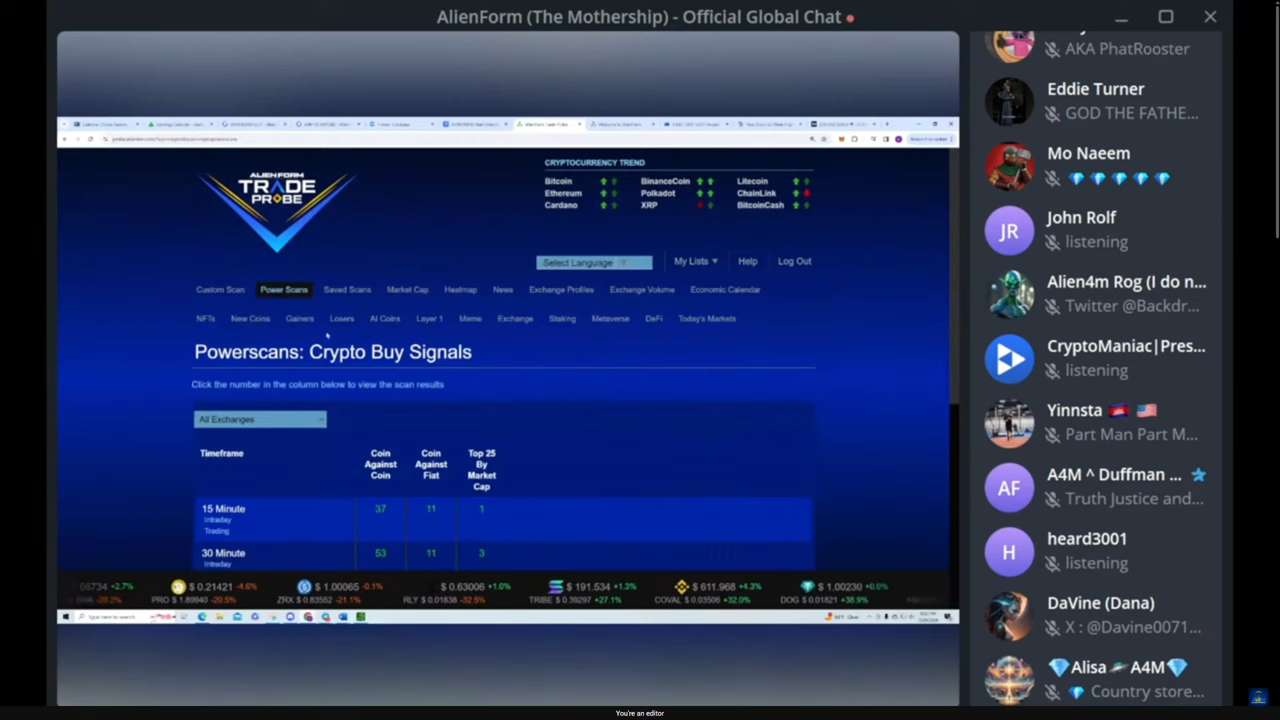 AlienForm (The Mothership) - Official Global Chat
AKA PhatRooster
Eddie Turner
GOD THE FATHE...
Mo Naeem
JR
John Rolf
listening
Alien4m Rog (I do n...
Twitter @Backdr...
CryptoManiac|Pres...
listening
Yinnsta
Part Man Part M...
AF
A4M ^ Duffman ...
Truth Justice and...
H
heard3001
listening
DaVine (Dana)
X : @Davine0071...
Alisa A4M
Country store...
ALIEN FORM
TRADE
PROBE
CRYPTOCURRENCY TREND
Bitcoin BinanceCoin Litecoin
Ethereum Polkadot ChainLink
Cardano XRP BitcoinCash
Select Language My Lists Help Log Out
Custom Scan Power Scans Saved Scans Market Cap Heatmap News Exchange Profiles Exchange Volume Economic Calendar
NFTs New Coins Gainers Losers AI Coins Layer 1 Meme Exchange Staking Metaverse DeFi Today's Markets
Powerscans: Crypto Buy Signals
Click the number in the column below to view the scan results
All Exchanges
Timeframe
Coin
Against
Coin
Coin
Against
Fiat
Top 25
By
Market
Cap
15 Minute 37 11 1
Intraday
Trading
30 Minute 53 11 3
Intraday
66734 +2.7% $ 0.21421 -4.6% $ 1.00065 -0.1% $ 0.63006 +1.0% $ 191.534 +1.3% $ 611.968 +4.3% $ 1.00230 +0.0%
PRO $ 1.89940 -20.5% ZRX $ 0.83562 -21.1% RLY $ 0.01838 -32.5% TRIBE $ 0.39297 +27.1% COVAL $ 0.03506 +32.0% DOG $ 0.01821 +38.9%
Type here to search
You're an editor